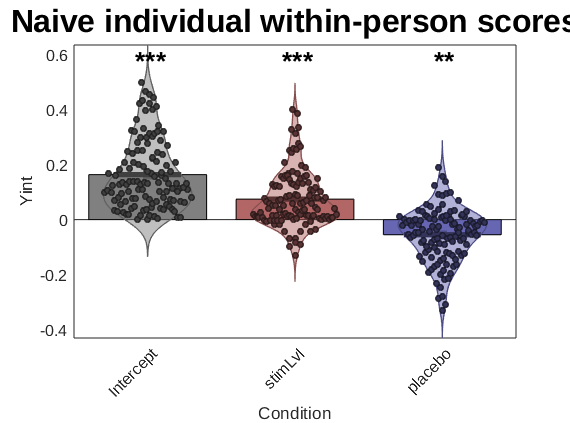 Naive individual within-person scores
*** *** **
0.6
0.4
0.2
0
-0.2
-0.4
Yint
Intercept stimLvl placebo
Condition